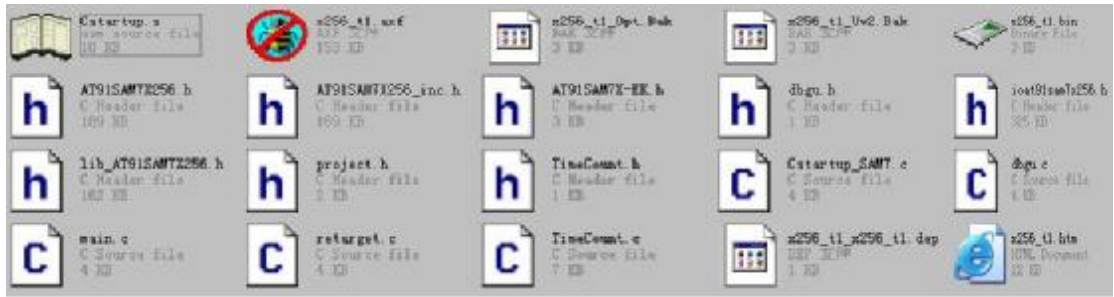 Cstartup.s
asm source file
10 KB
x256_t1.axf
AXF 文件
153 KB
x256_t1_Opt.Bak
BAK 文件
3 KB
x256_t1_Uv2.Bak
BAK 文件
3 KB
x256_t1.bin
Binary File
3 KB
AT91SAM7X256.h
C Header file
189 KB
AT91SAM7X256_inc.h
C Header file
169 KB
AT91SAM7X-EK.h
C Header file
3 KB
dbgu.h
C Header file
1 KB
ioat91sam7x256.h
C Header file
325 KB
lib_AT91SAM7X256.h
C Header file
162 KB
project.h
C Header file
KB
TimeCount.h
C Header file
1 KB
Cstartup_SAM7.c
C Source file
4 KB
dbgu.c
C Source file
4 KB
main.c
C Source file
4 KB
retarget.c
C Source file
4 KB
TimeCount.c
C Source file
7 KB
x256_t1_x256_t1.dep
DEP 文件
1 KB
x256_t1.htm
HTML Document
22 KB